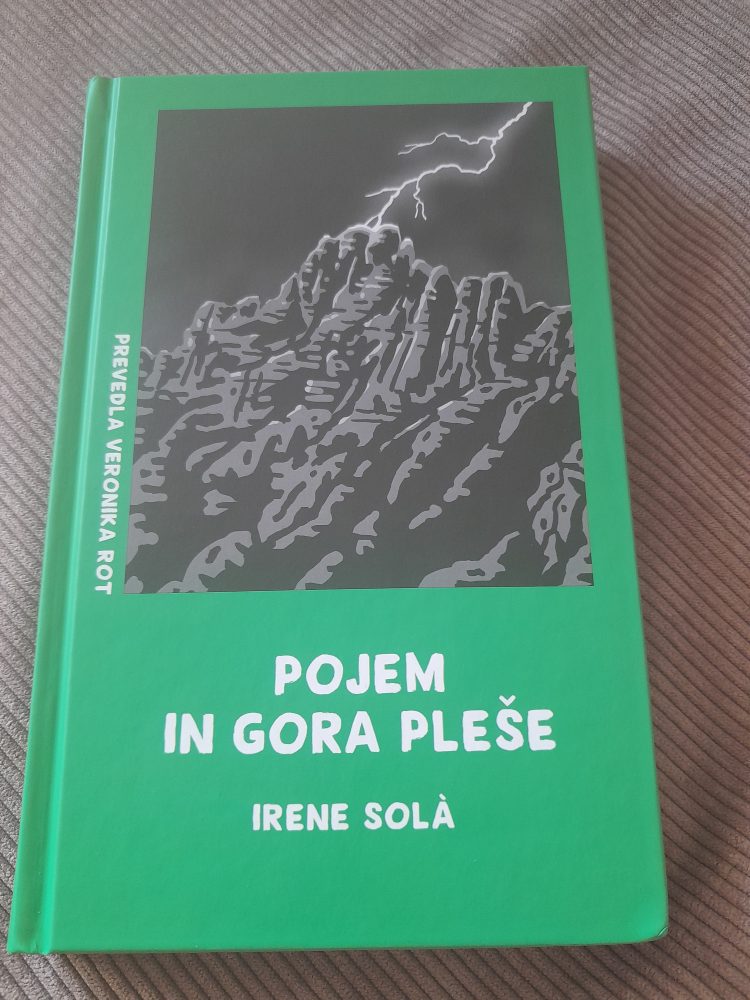 PREVEDLA VERONIKA ROT
POJEM
IN GORA PLEŠE
IRENE SOLÀ